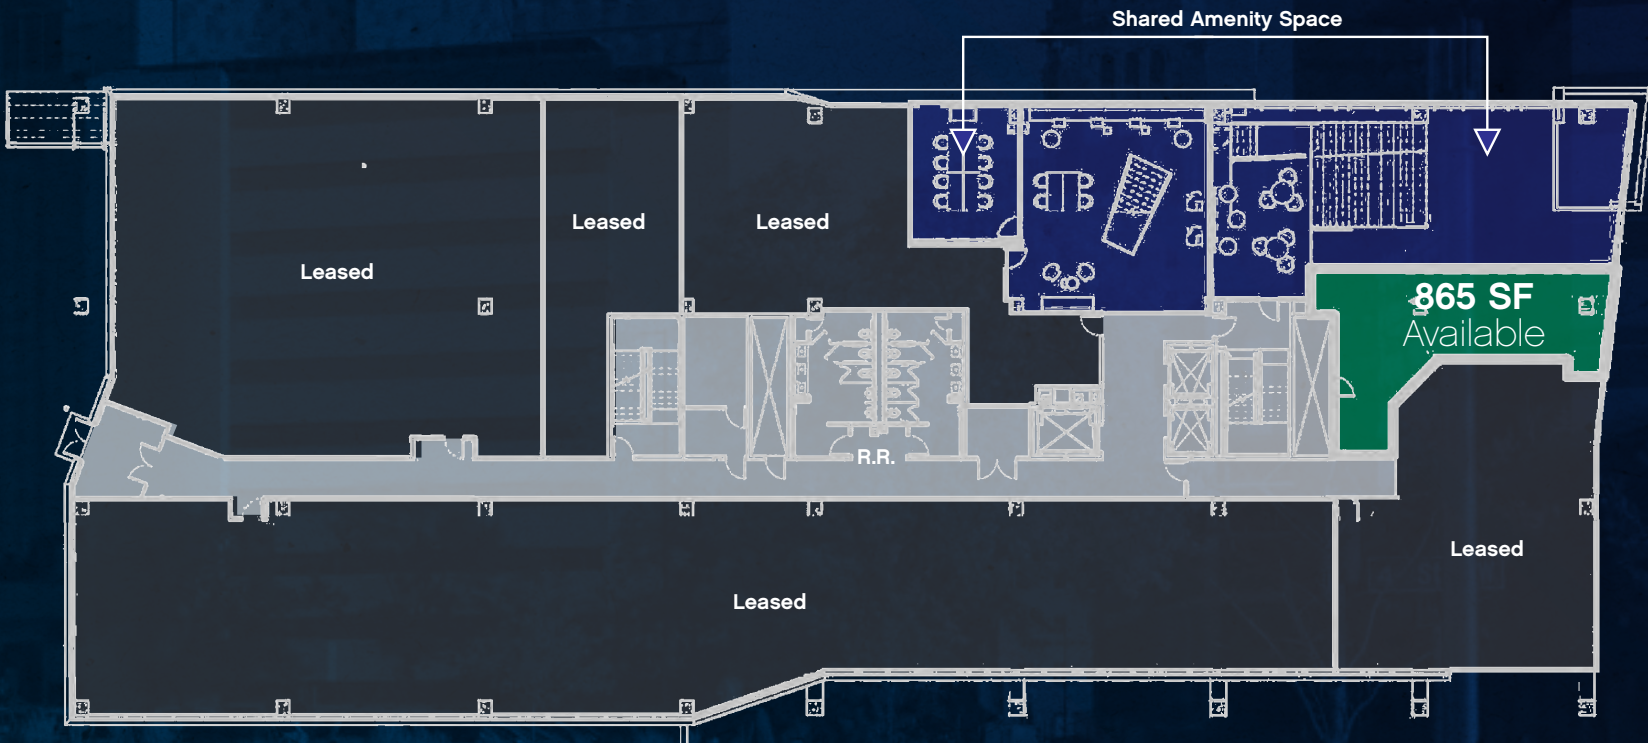 Shared Amenity Space
Leased
Leased
Leased
865 SF
Available
R.R.
Leased
Leased